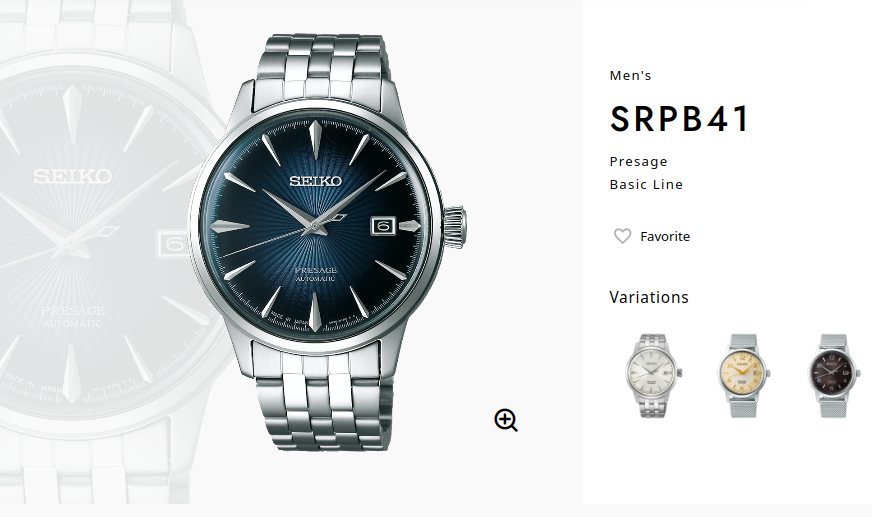 SEIKO
6
PRESAGE
AUTOMATIC
SEIKO
6
PRESAGE
AUTOMATIC
MADE IN JAPAN
Men's
SRPB41
Presage
Basic Line
Favorite
Variations